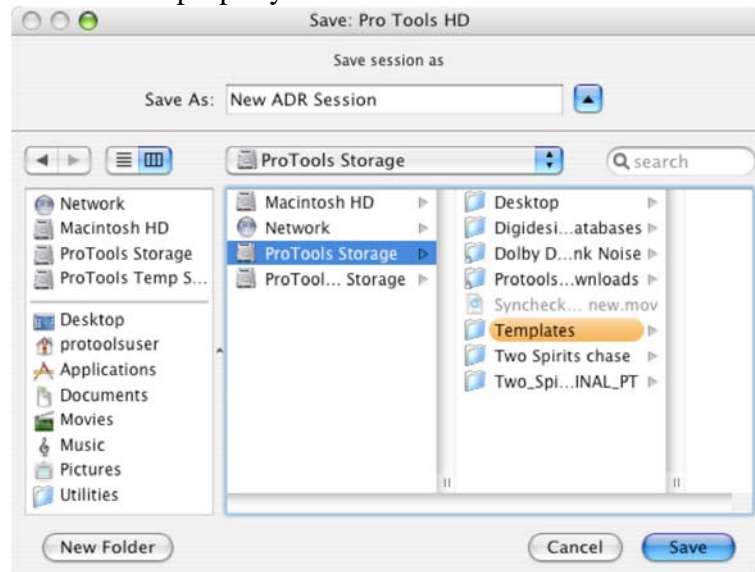 Save: Pro Tools HD
Save session as
Save As: New ADR Session
ProTools Storage
search
Network
Macintosh HD
ProTools Storage
ProTools Temp S...
Desktop
protoolsuser
Applications
Documents
Movies
Music
Pictures
Utilities
Macintosh HD
Network
ProTools Storage
ProTool... Storage
Desktop
Digidesi...atabases
Dolby D...nk Noise
Protools...wnloads
Syncheck... new.mov
Templates
Two Spirits chase
Two_Spi...INAL_PT
New Folder
Cancel
Save